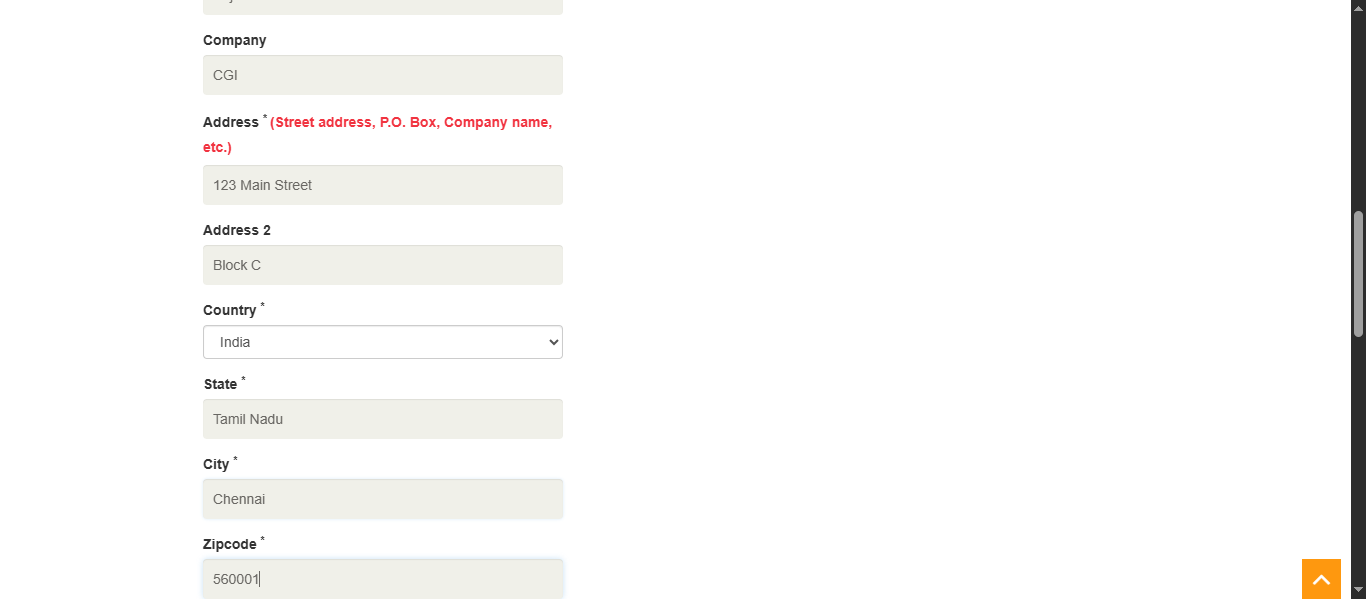 Company
CGI
Address * (Street address, P.O. Box, Company name,
etc.)
123 Main Street
Address 2
Block C
Country *
India
State *
Tamil Nadu
City *
Chennai
Zipcode *
560001